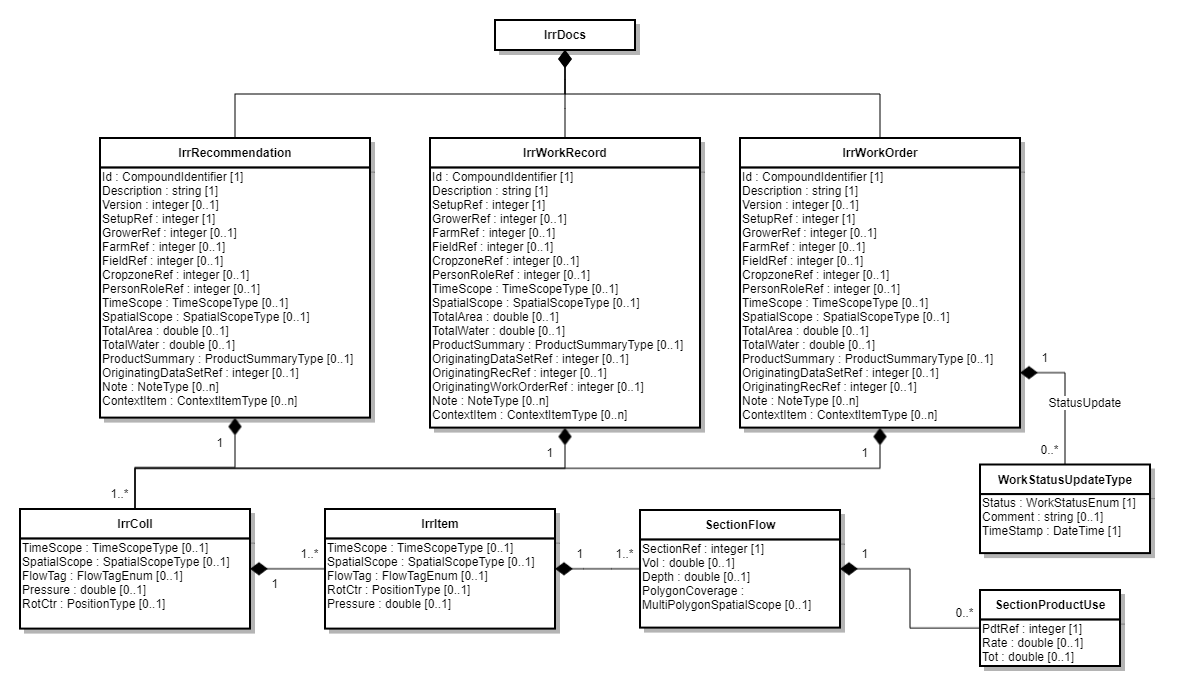 IrrDocs
IrrRecommendation
Id : CompoundIdentifier [1]
Description : string [1]
Version : integer [0..1]
SetupRef : integer [1]
GrowerRef : integer [0..1]
FarmRef : integer [0..1]
FieldRef : integer [0..1]
CropzoneRef : integer [0..1]
PersonRoleRef : integer [0..1]
TimeScope : TimeScopeType [0..1]
SpatialScope : SpatialScopeType [0..1]
TotalArea : double [0..1]
TotalWater : double [0..1]
ProductSummary : ProductSummaryType [0..1]
OriginatingDataSetRef : integer [0..1]
Note : NoteType [0..n]
ContextItem : ContextItemType [0..n]
IrrWorkRecord
Id : CompoundIdentifier [1]
Description : string [1]
SetupRef : integer [1]
GrowerRef : integer [0..1]
FarmRef : integer [0..1]
FieldRef : integer [0..1]
CropzoneRef : integer [0..1]
PersonRoleRef : integer [0..1]
TimeScope : TimeScopeType [0..1]
SpatialScope : SpatialScopeType [0..1]
TotalArea : double [0..1]
TotalWater : double [0..1]
ProductSummary : ProductSummaryType [0..1]
OriginatingDataSetRef : integer [0..1]
OriginatingRecRef : integer [0..1]
OriginatingWorkOrderRef : integer [0..1]
Note : NoteType [0..n]
ContextItem : ContextItemType [0..n]
IrrWorkOrder
Id : CompoundIdentifier [1]
Description : string [1]
Version : integer [0..1]
SetupRef : integer [1]
GrowerRef : integer [0..1]
FarmRef : integer [0..1]
FieldRef : integer [0..1]
CropzoneRef : integer [0..1]
PersonRoleRef : integer [0..1]
TimeScope : TimeScopeType [0..1]
SpatialScope : SpatialScopeType [0..1]
TotalArea : double [0..1]
TotalWater : double [0..1]
ProductSummary : ProductSummaryType [0..1]
OriginatingDataSetRef : integer [0..1]
OriginatingRecRef : integer [0..1]
Note : NoteType [0..n]
ContextItem : ContextItemType [0..n]
1
StatusUpdate
0..*
1
1
1
1..*
WorkStatusUpdateType
Status : WorkStatusEnum [1]
Comment : string [0..1]
TimeStamp : DateTime [1]
IrrColl
TimeScope : TimeScopeType [0..1]
SpatialScope : SpatialScopeType [0..1]
FlowTag : FlowTagEnum [0..1]
Pressure : double [0..1]
RotCtr : PositionType [0..1]
1
1..*
IrrItem
TimeScope : TimeScopeType [0..1]
SpatialScope : SpatialScopeType [0..1]
FlowTag : FlowTagEnum [0..1]
RotCtr : PositionType [0..1]
Pressure : double [0..1]
1
1..*
SectionFlow
SectionRef : integer [1]
Vol : double [0..1]
Depth : double [0..1]
PolygonCoverage :
MultiPolygonSpatialScope [0..1]
1
0..*
SectionProductUse
PdtRef : integer [1]
Rate : double [0..1]
Tot : double [0..1]